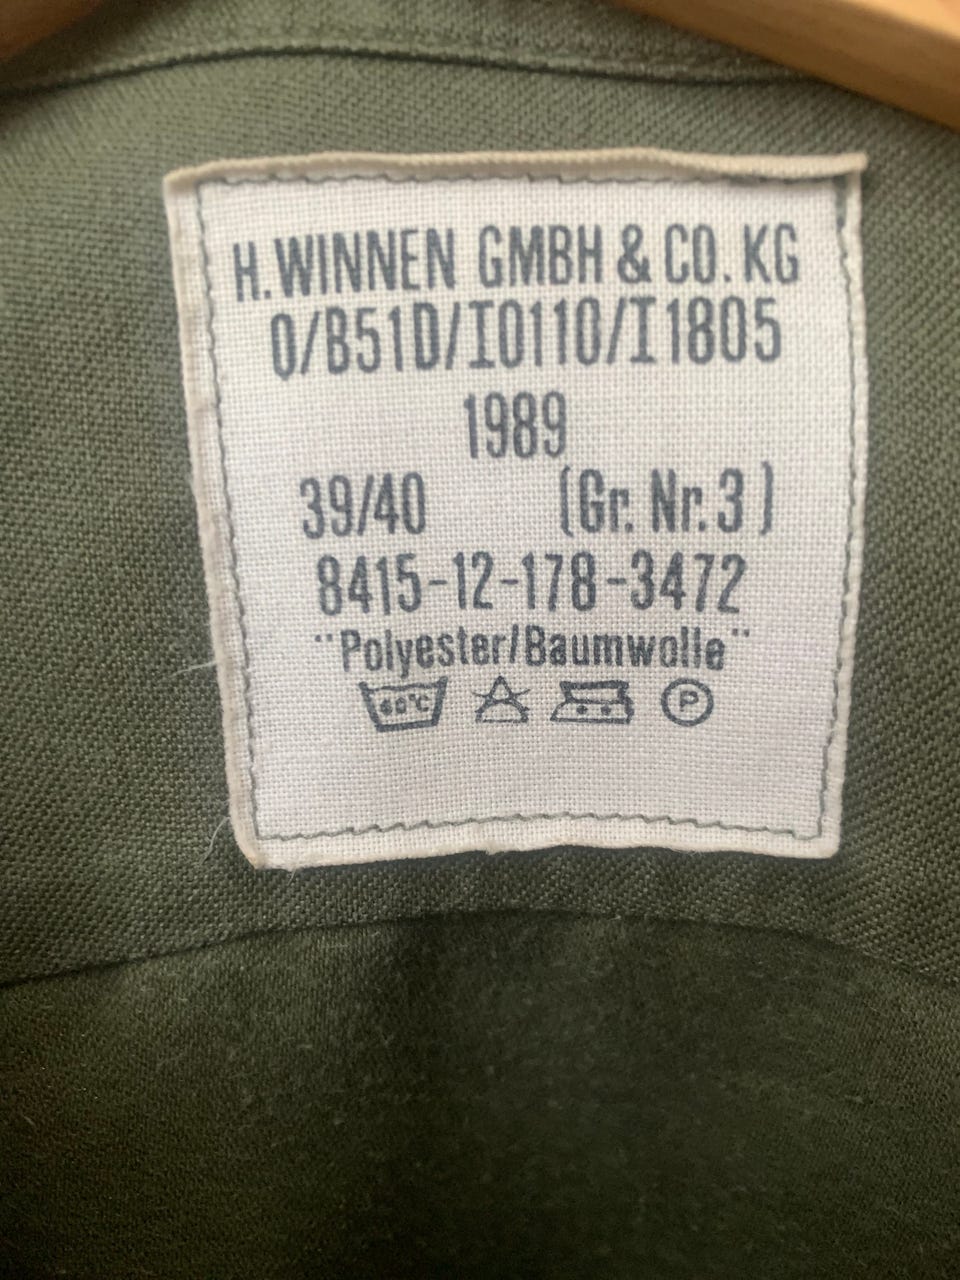 H. WINNEN GMBH & CO. KG
0/B51D/I0110/I1805
1989
39/40 (Gr. Nr. 3)
8415-12-178-3472
"Polyester/Baumwolle"
60°C P